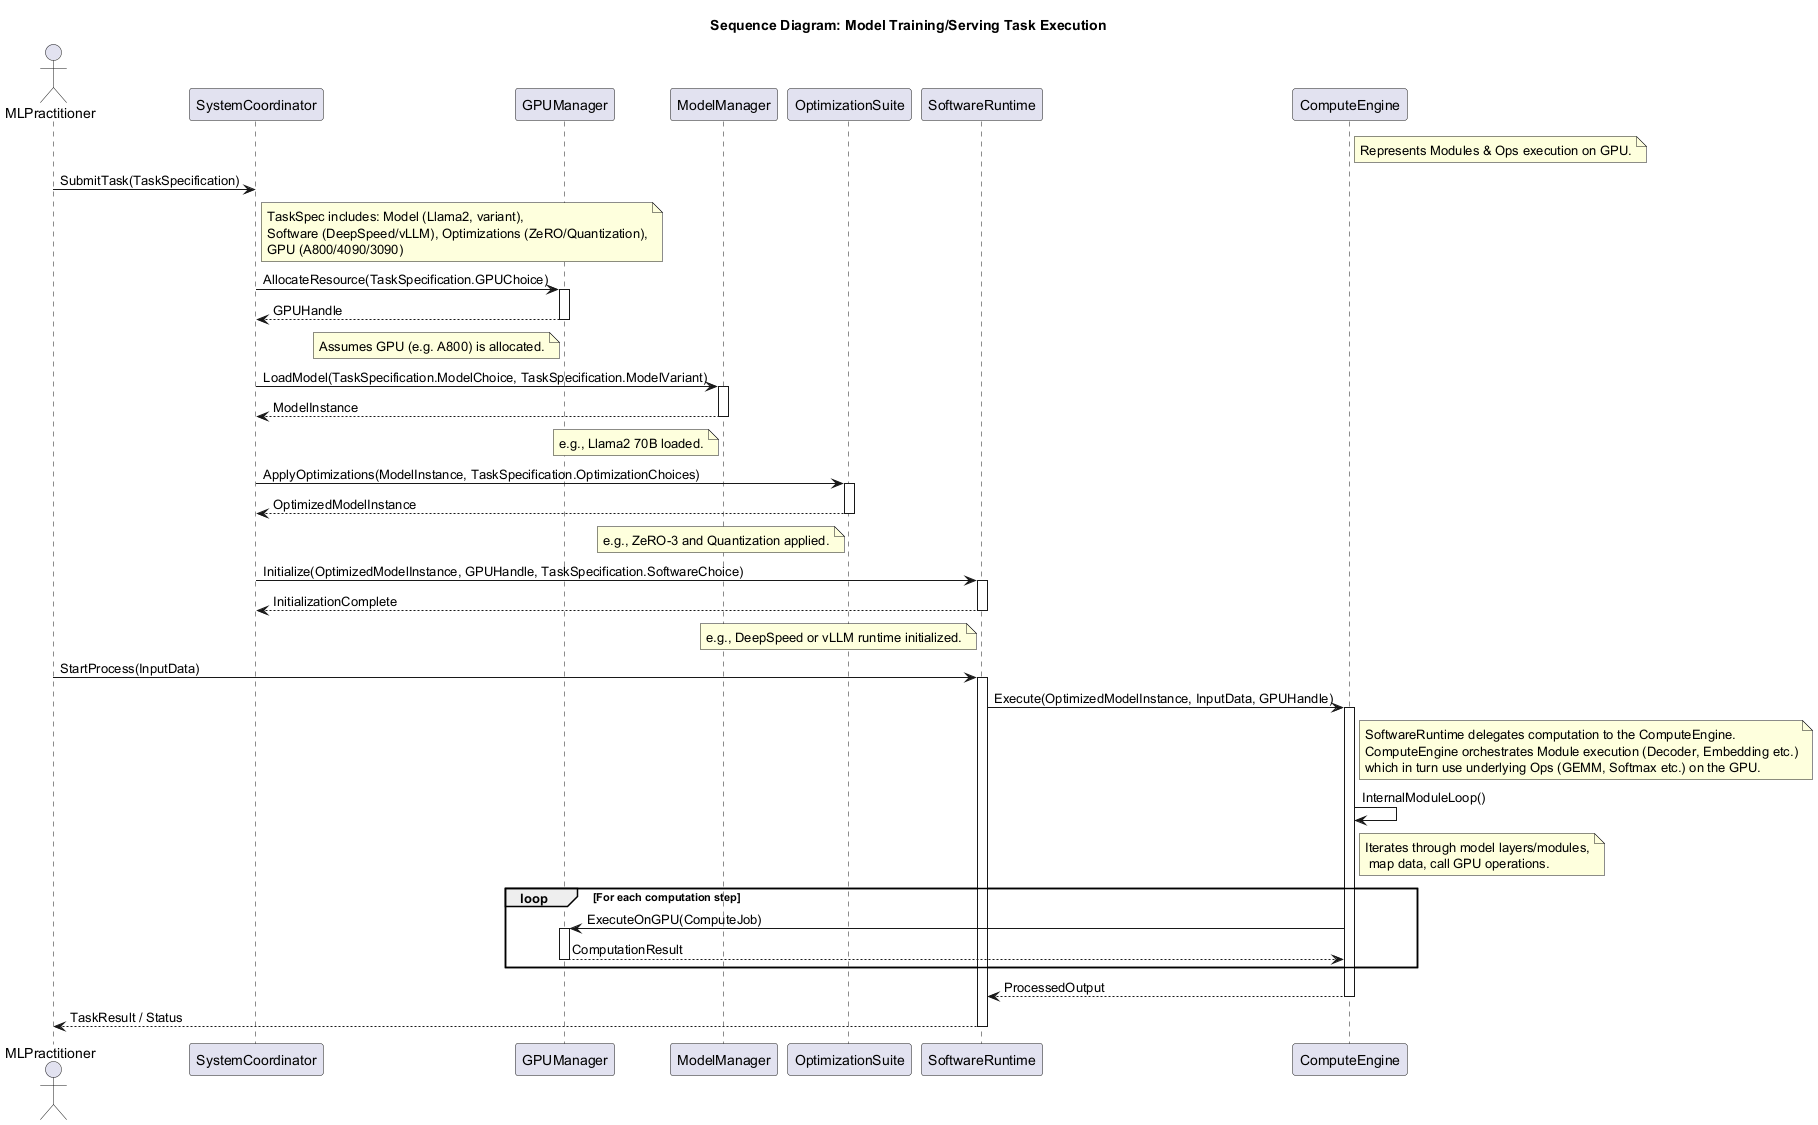 Sequence Diagram: Model Training/Serving Task Execution
MLPractitioner
SystemCoordinator
GPUManager
ModelManager
OptimizationSuite
SoftwareRuntime
ComputeEngine
Represents Modules & Ops execution on GPU.
SubmitTask(TaskSpecification)
TaskSpec includes: Model (Llama2, variant),
Software (DeepSpeed/vLLM), Optimizations (ZeRO/Quantization),
GPU (A800/4090/3090)
AllocateResource(TaskSpecification.GPUChoice)
GPUHandle
Assumes GPU (e.g. A800) is allocated.
LoadModel(TaskSpecification.ModelChoice, TaskSpecification.ModelVariant)
ModelInstance
e.g., Llama2 70B loaded.
ApplyOptimizations(ModelInstance, TaskSpecification.OptimizationChoices)
OptimizedModelInstance
e.g., ZeRO-3 and Quantization applied.
Initialize(OptimizedModelInstance, GPUHandle, TaskSpecification.SoftwareChoice)
InitializationComplete
e.g., DeepSpeed or vLLM runtime initialized.
StartProcess(InputData)
Execute(OptimizedModelInstance, InputData, GPUHandle)
SoftwareRuntime delegates computation to the ComputeEngine.
ComputeEngine orchestrates Module execution (Decoder, Embedding etc.)
which in turn use underlying Ops (GEMM, Softmax etc.) on the GPU.
InternalModuleLoop()
Iterates through model layers/modules,
map data, call GPU operations.
loop
[For each computation step]
ExecuteOnGPU(ComputeJob)
ComputationResult
ProcessedOutput
TaskResult / Status
MLPractitioner
SystemCoordinator
GPUManager
ModelManager
OptimizationSuite
SoftwareRuntime
ComputeEngine